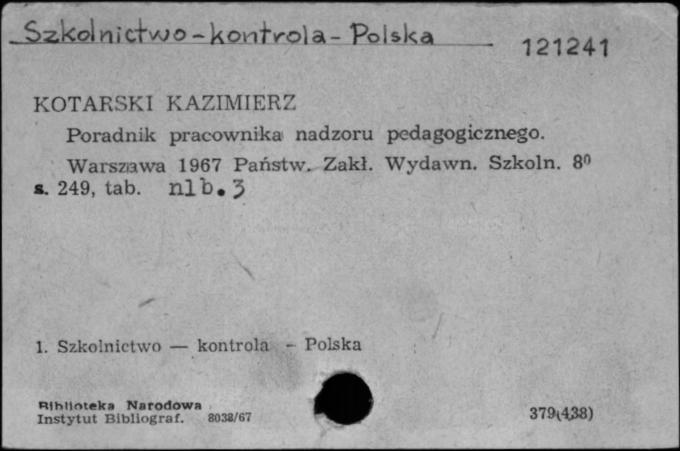 Szkolnictwo-kontrola-Polska
121241
KOTARSKI KAZIMIERZ
Poradnik pracownika nadzoru pedagogicznego.
Warszawa 1967 Państw. Zakł. Wydawn. Szkoln. 8⁰
s. 249, tab. nlb. 3
1. Szkolnictwo — kontrola - Polska
Biblioteka Narodowa
Instytut Bibliograf. 8038/67
379(438)